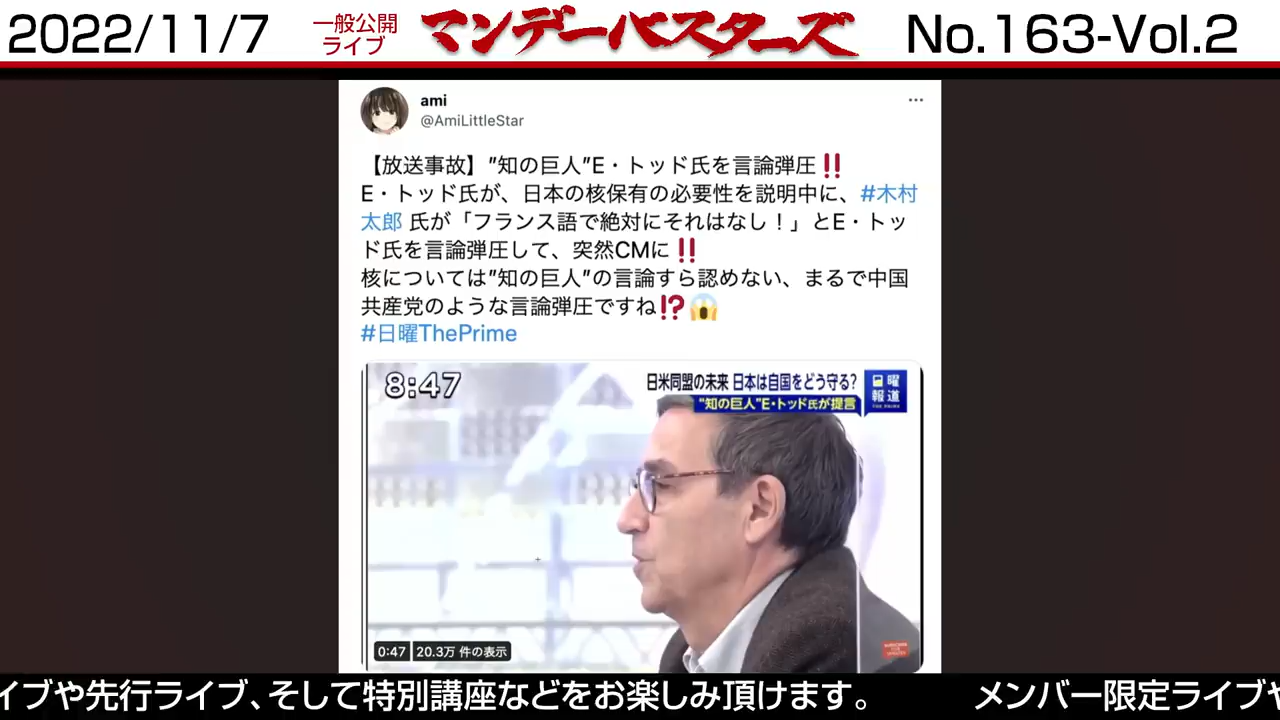 2022/11/7
一般公開
ライブ
マンデーバスターズ
No.163-Vol.2
ami
@AmiLittleStar
【放送事故】”知の巨人”E・トッド氏を言論弾圧‼️
E・トッド氏が、日本の核保有の必要性を説明中に、#木村
太郎 氏が「フランス語で絶対にそれはなし！」とE・トッ
ド氏を言論弾圧して、突然CMに‼️
核については”知の巨人”の言論すら認めない、まるで中国
共産党のような言論弾圧ですね⁉️😱
#日曜ThePrime
8:47
日米同盟の未来 日本は自国をどう守る?
“知の巨人”E・トッド氏が提言
日曜
報道
THE PRIME
0:47
20.3万 件の表示
イブや先行ライブ、そして特別講座などをお楽しみ頂けます。 メンバー限定ライブや